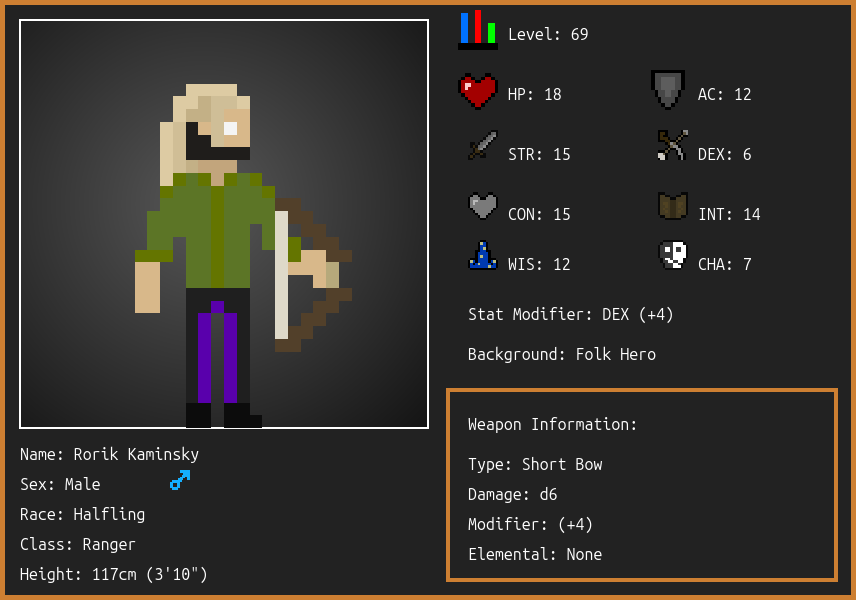 Level: 69
HP: 18
AC: 12
STR: 15
DEX: 6
CON: 15
INT: 14
WIS: 12
CHA: 7
Stat Modifier: DEX (+4)
Background: Folk Hero
Weapon Information:
Type: Short Bow
Damage: d6
Modifier: (+4)
Elemental: None
Name: Rorik Kaminsky
Sex: Male
Race: Halfling
Class: Ranger
Height: 117cm (3'10")